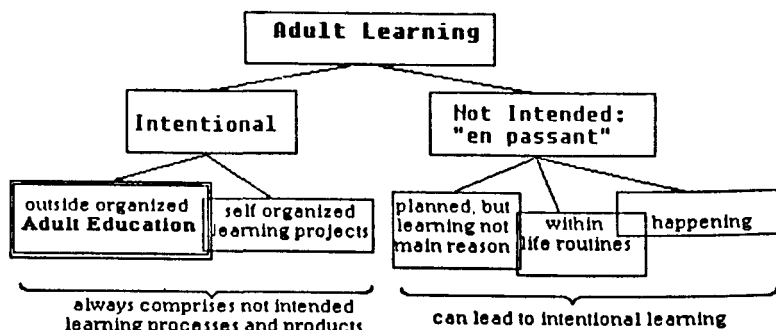 Adult Learning
Intentional
Not Intended:
"en passant"
outside organized
Adult Education
self organized
learning projects
planned, but
learning not
main reason
within
life routines
happening
always comprises not intended
learning processes and products
can lead to intentional learning